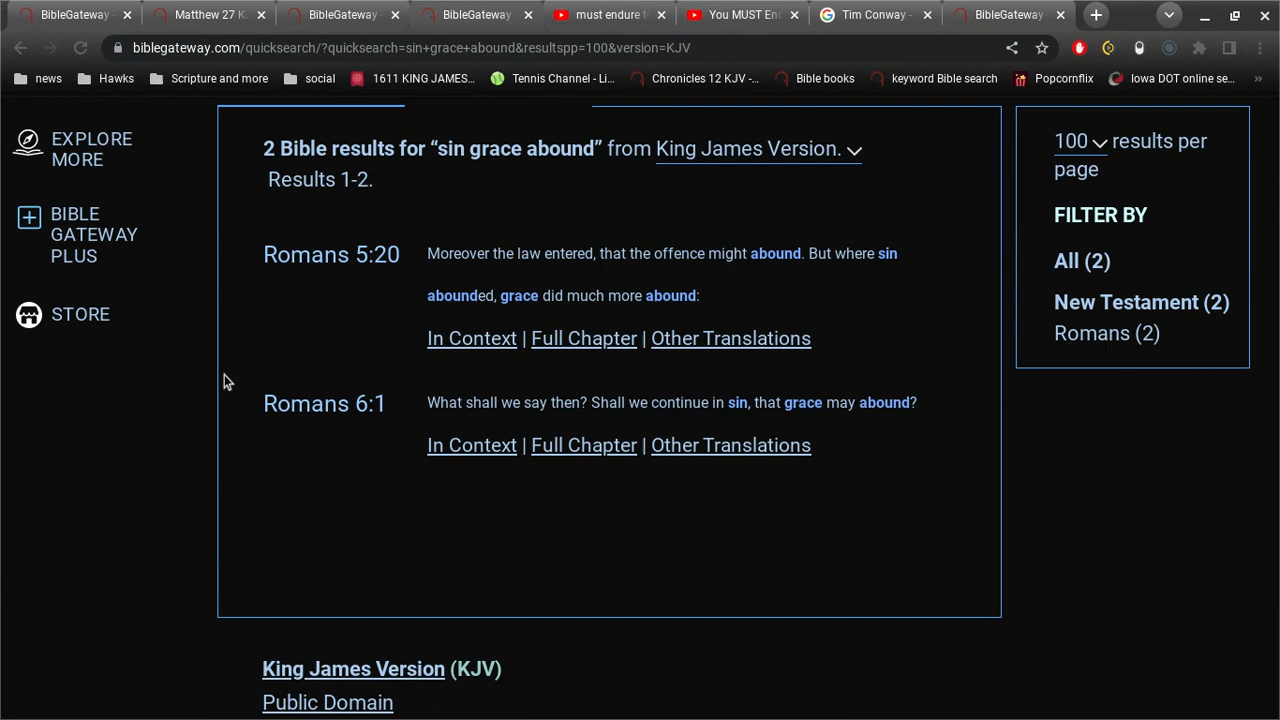 BibleGateway
Matthew 27 K
BibleGateway
BibleGateway
must endure t
You MUST En
Tim Conway -
BibleGateway
biblegateway.com/quicksearch/?quicksearch=sin+grace+abound&resultspp=100&version=KJV
news
Hawks
Scripture and more
social
1611 KING JAMES...
Tennis Channel - Li...
Chronicles 12 KJV -...
Bible books
keyword Bible search
Popcornflix
Iowa DOT online se...
»
EXPLORE
MORE
BIBLE
GATEWAY
PLUS
STORE
2 Bible results for “sin grace abound” from King James Version.
Results 1-2.
Romans 5:20
Moreover the law entered, that the offence might abound. But where sin
abounded, grace did much more abound:
In Context | Full Chapter | Other Translations
Romans 6:1
What shall we say then? Shall we continue in sin, that grace may abound?
In Context | Full Chapter | Other Translations
King James Version (KJV)
Public Domain
100 results per
page
FILTER BY
All (2)
New Testament (2)
Romans (2)